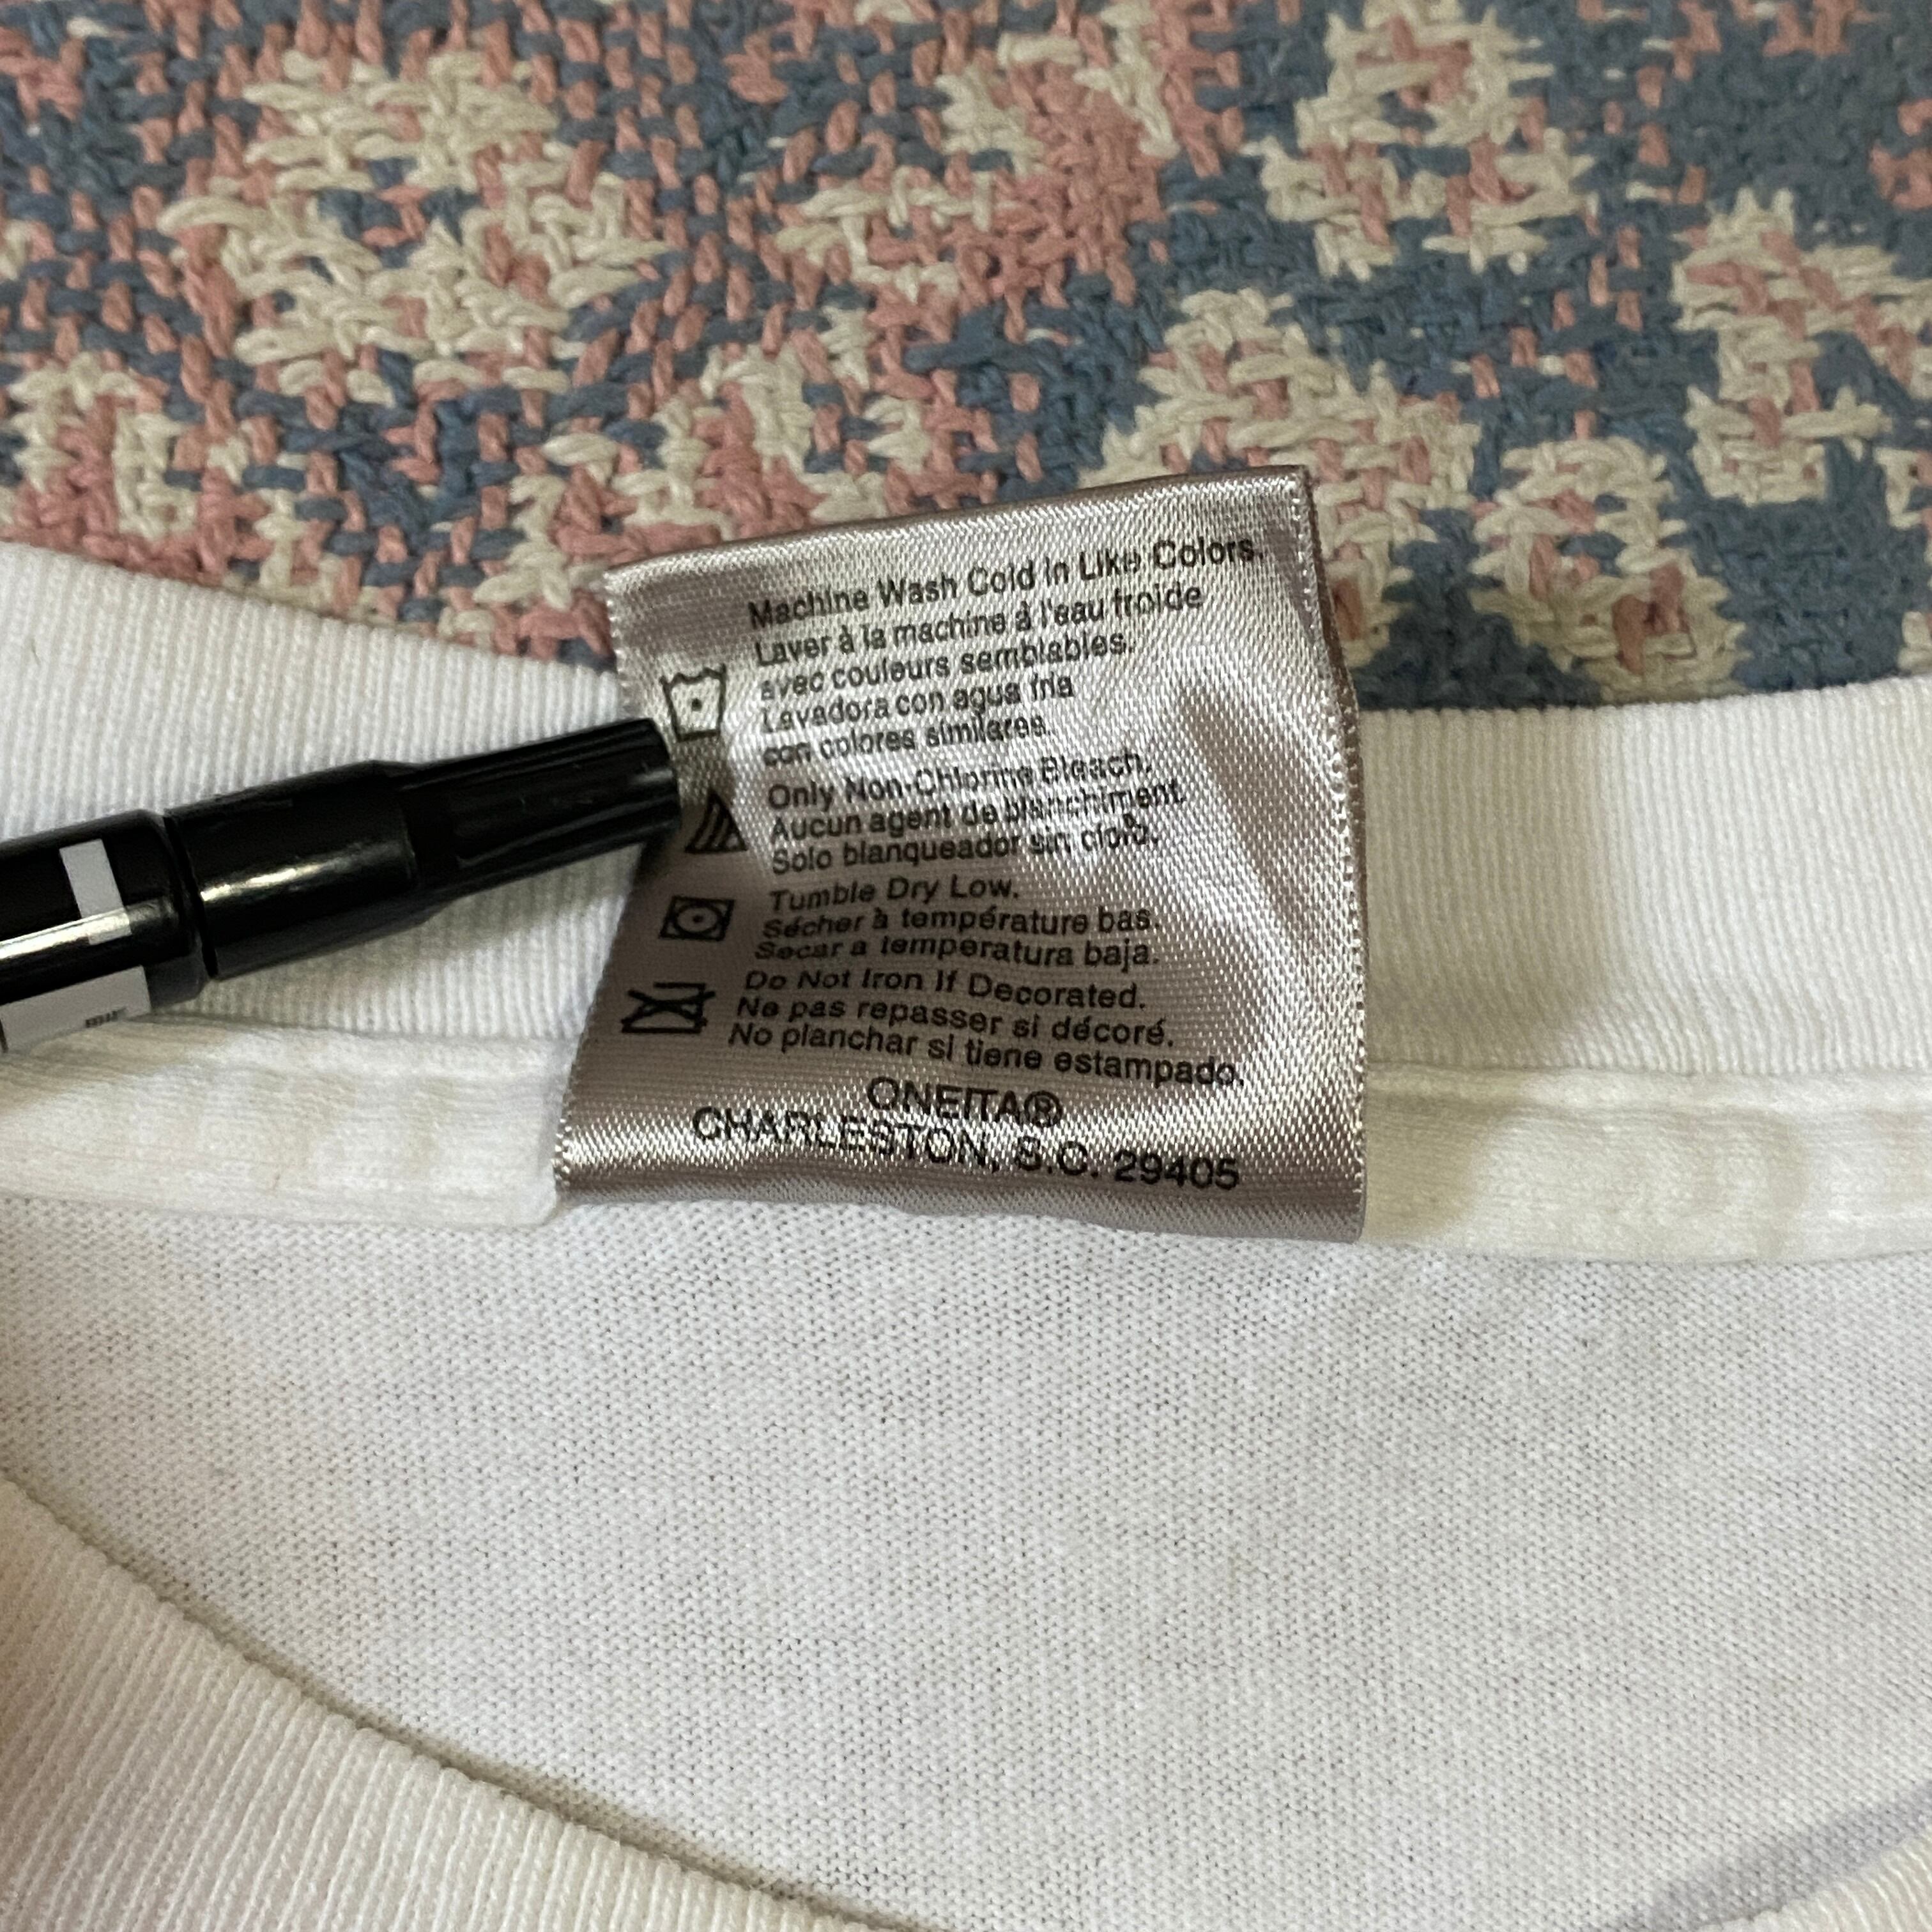 Machine Wash Cold in Like Colors.
Laver à la machine à l'eau froide
avec couleurs semblables.
Lavadora con agua fria
con colores similares.
Only Non-Chlorine Bleach.
Aucun agent de blanchiment
Solo blanqueador sin cloro.
Tumble Dry Low.
Sécher à température bas.
Secar a temperatura baja.
Do Not Iron If Decorated.
Ne pas repasser si décoré.
No planchar si tiene estampado.
ONEITA®
CHARLESTON, S.C. 29405